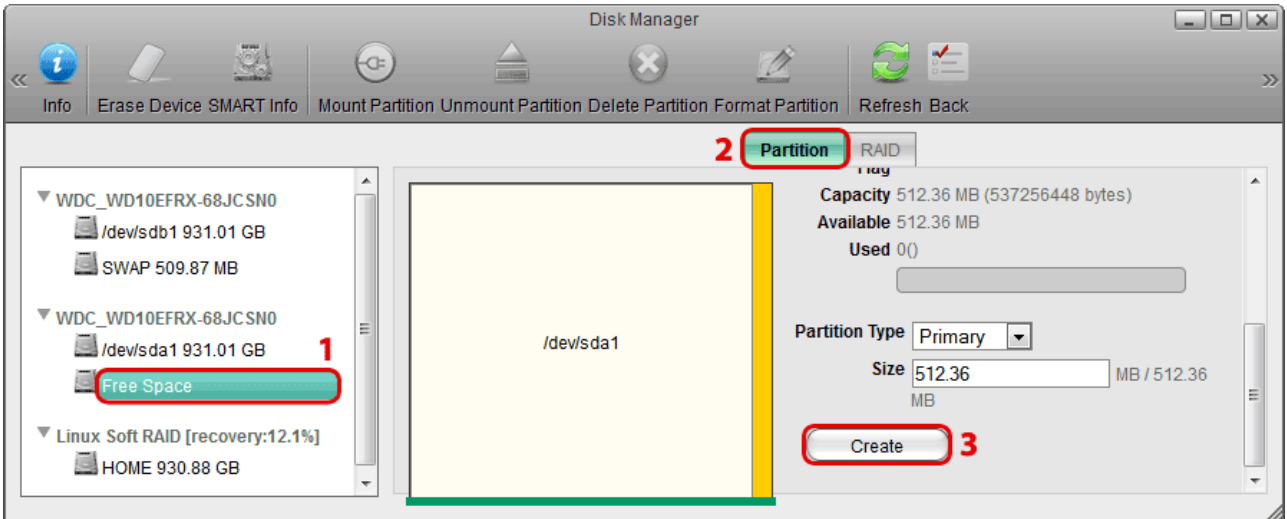 Disk Manager
Info Erase Device SMART Info Mount Partition Unmount Partition Delete Partition Format Partition Refresh Back
2 Partition RAID
WDC_WD10EFRX-68JCSN0
/dev/sdb1 931.01 GB
SWAP 509.87 MB
WDC_WD10EFRX-68JCSN0
/dev/sda1 931.01 GB
1
Free Space
Linux Soft RAID [recovery:12.1%]
HOME 930.88 GB
/dev/sda1
Flag
Capacity 512.36 MB (537256448 bytes)
Available 512.36 MB
Used 0()
Partition Type Primary
Size 512.36 MB / 512.36
MB
Create 3